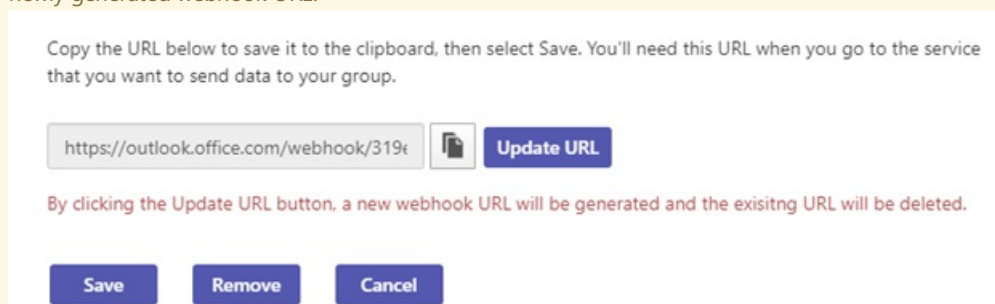 newly generated webhook URL.
Copy the URL below to save it to the clipboard, then select Save. You'll need this URL when you go to the service
that you want to send data to your group.
https://outlook.office.com/webhook/319e
Update URL
By clicking the Update URL button, a new webhook URL will be generated and the exisitng URL will be deleted.
Save
Remove
Cancel